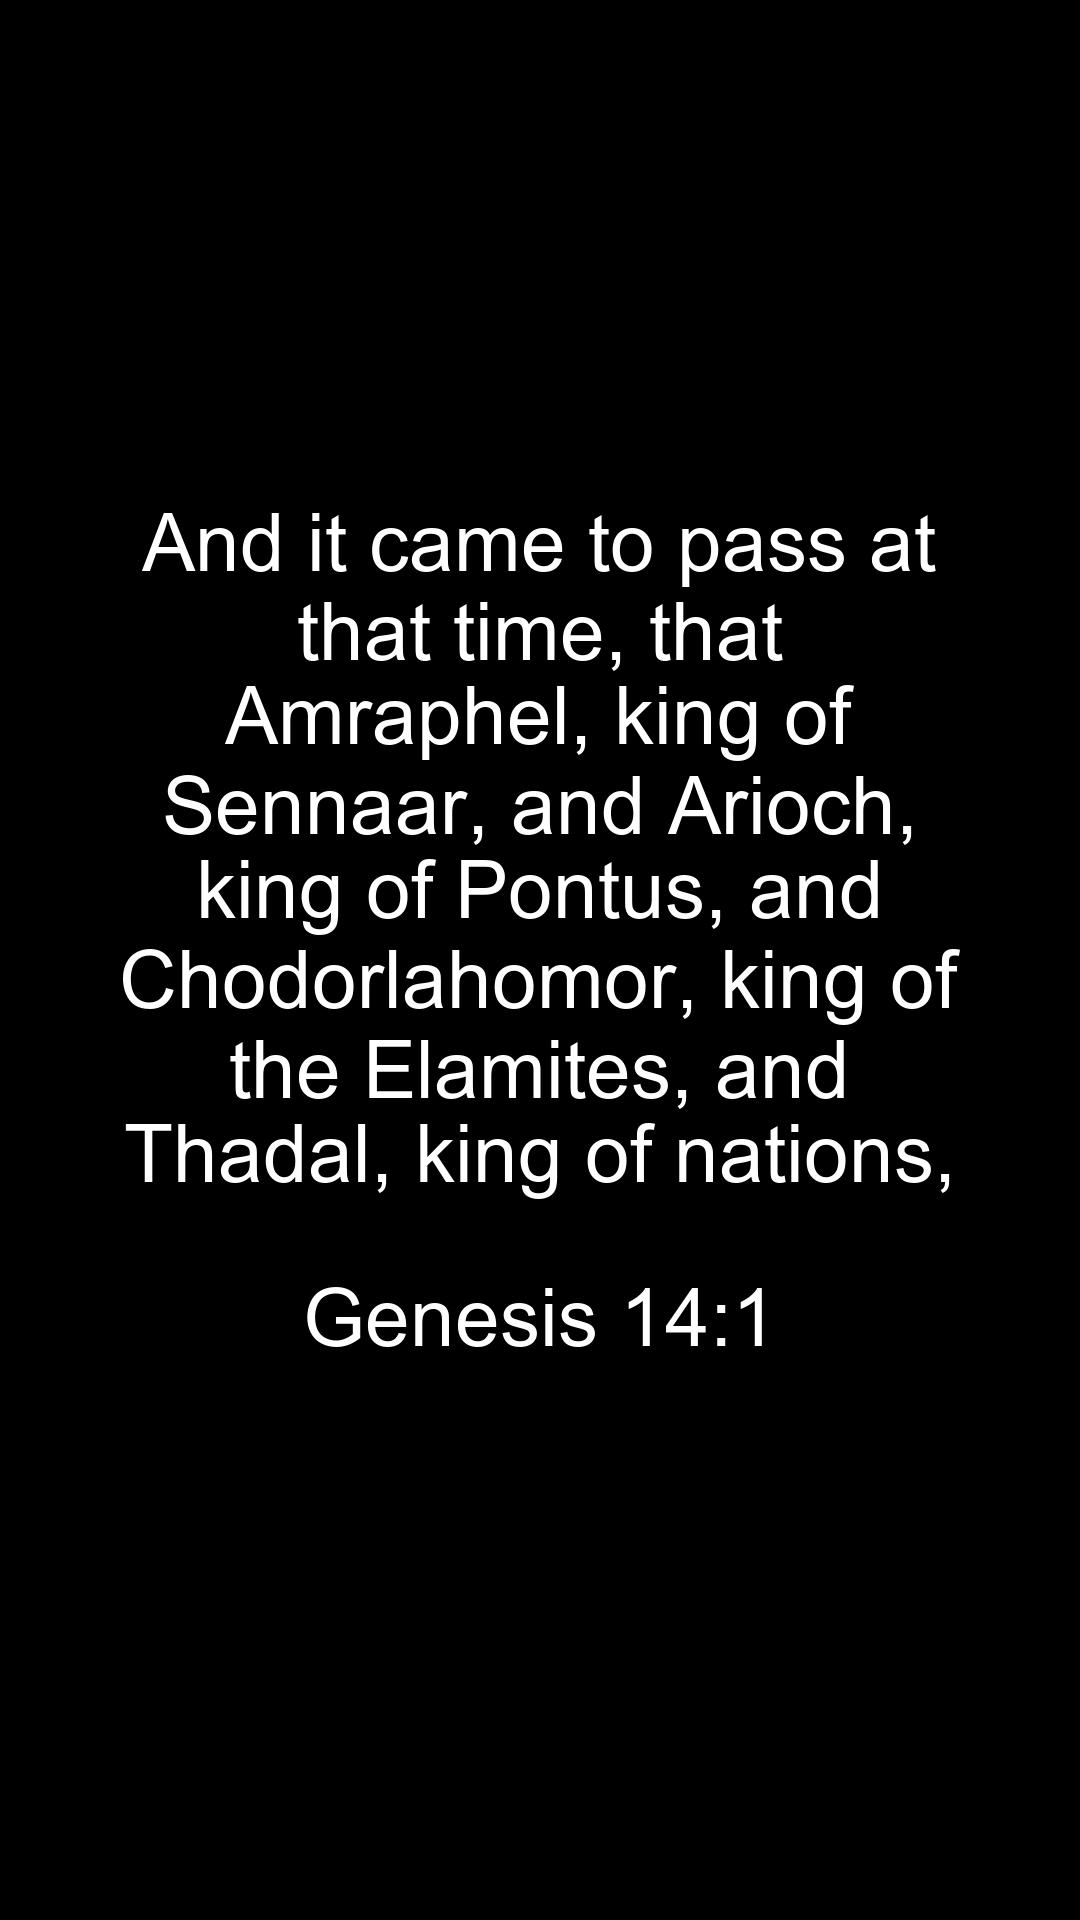 And it came to pass at
that time, that
Amraphel, king of
Sennaar, and Arioch,
king of Pontus, and
Chodorlahomor, king of
the Elamites, and
Thadal, king of nations,
Genesis 14:1